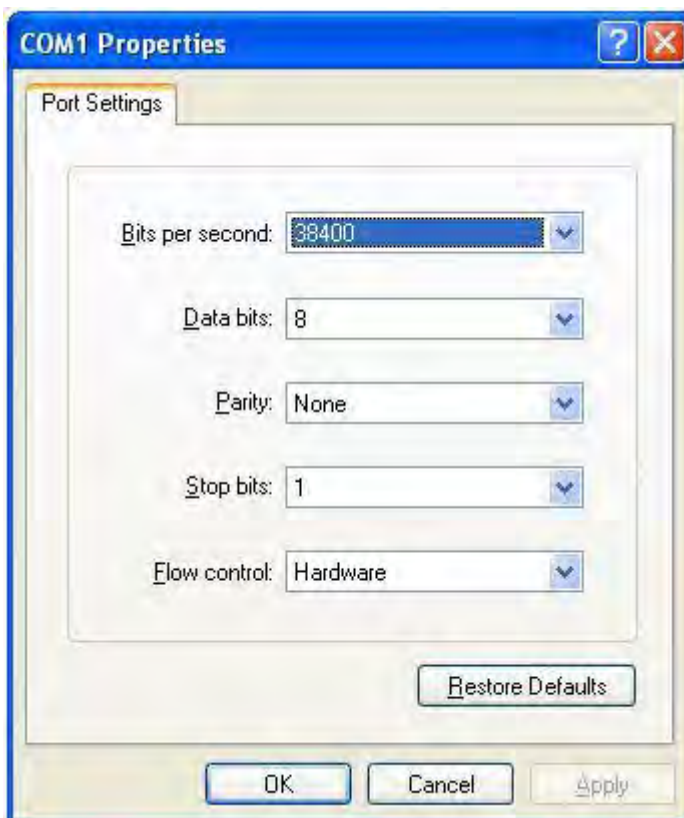 COM1 Properties
Port Settings
Bits per second: 38400
Data bits: 8
Parity: None
Stop bits: 1
Flow control: Hardware
Restore Defaults
OK Cancel Apply